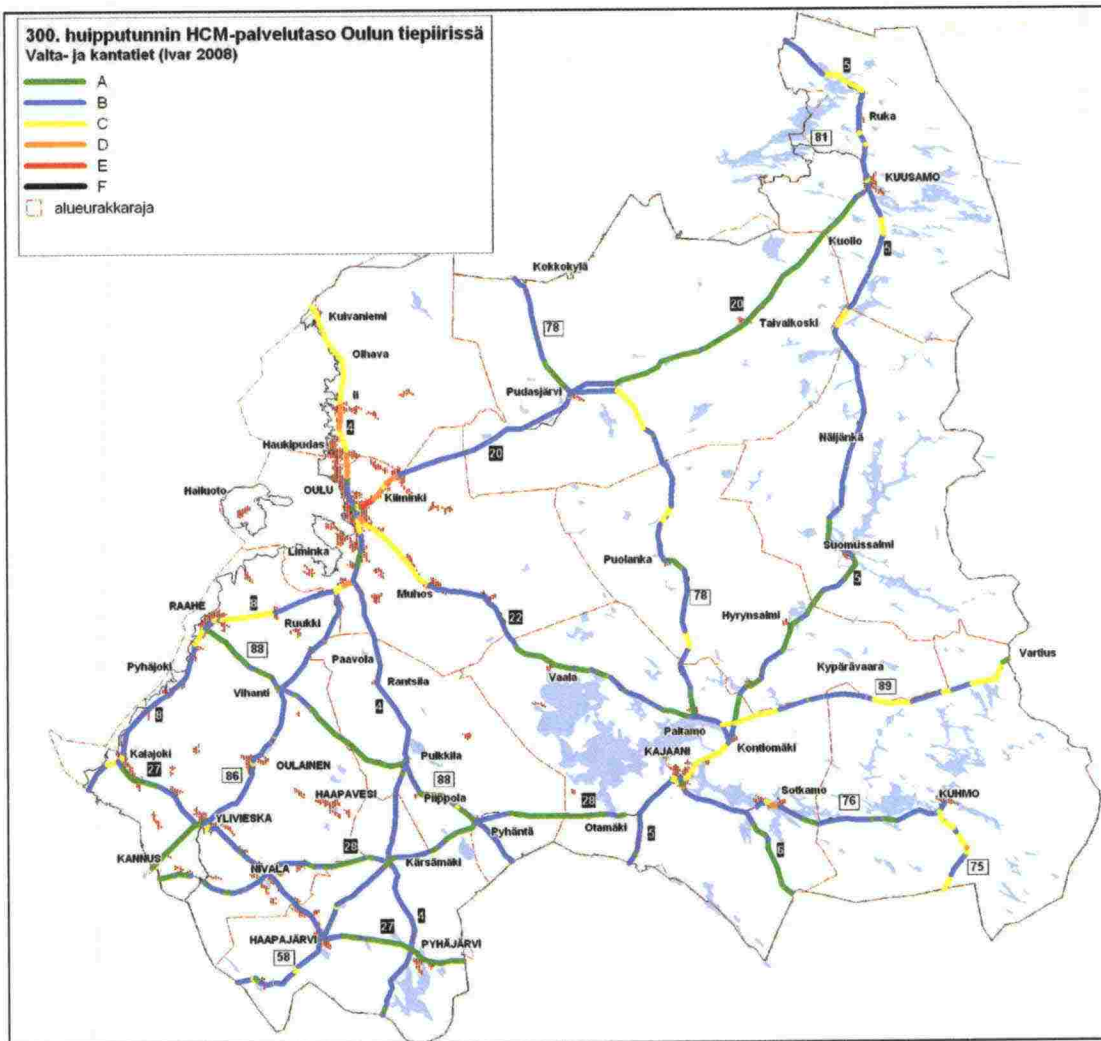 300. huipputunnin HCM-palvelutaso Oulun tiepiirissä
Valta- ja kantatiet (Ivar 2008)
A
B
C
D
E
F
alueurakkaraja
5
Ruka
81
KUUSAMO
Kuolio
5
Kokkokylä
20
Taivalkoski
Kuivaniemi
78
Olhava
Pudasjärvi
Ii
4
Näljänkä
Haukipudas
20
OULU
Kiiminki
Hailuoto
Liminka
Puolanka
Suomussalmi
5
Muhos
78
RAAHE
8
22
Hyrynsalmi
Ruukki
88
Vartius
Pyhäjoki
Paavola
Kypärävaara
Rantsila
Vaala
Vihanti
89
8
4
Paltamo
Kalajoki
KAJAANI
Kontiomäki
27
Pulkkila
86
OULAINEN
88
HAAPAVESI
Piippola
28
Sotkamo
76
KUHMO
YLIVIESKA
Pyhäntä
Otamäki
5
28
6
KANNUS
Kärsämäki
NIVALA
75
27
4
HAAPAJÄRVI
PYHÄJÄRVI
58